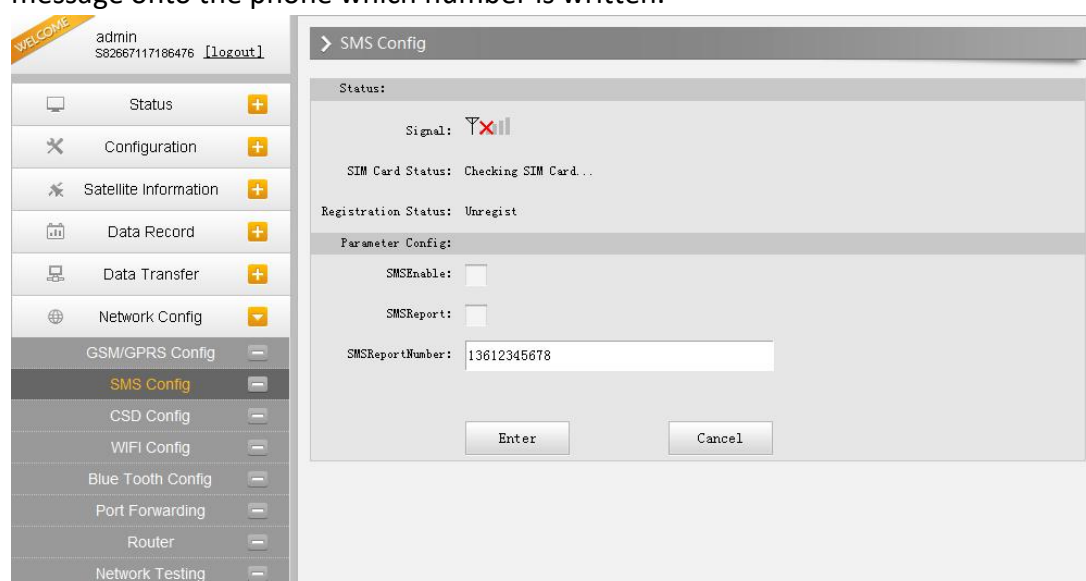 message onto the phone which number is written.
WELCOME
admin
S82667117186476 [logout]
Status
Configuration
Satellite Information
Data Record
Data Transfer
Network Config
GSM/GPRS Config
SMS Config
CSD Config
WIFI Config
Blue Tooth Config
Port Forwarding
Router
Network Testing
SMS Config
Status:
Signal:
SIM Card Status: Checking SIM Card...
Registration Status: Unregist
Parameter Config:
SMSEnable:
SMSReport:
SMSReportNumber: 13612345678
Enter Cancel